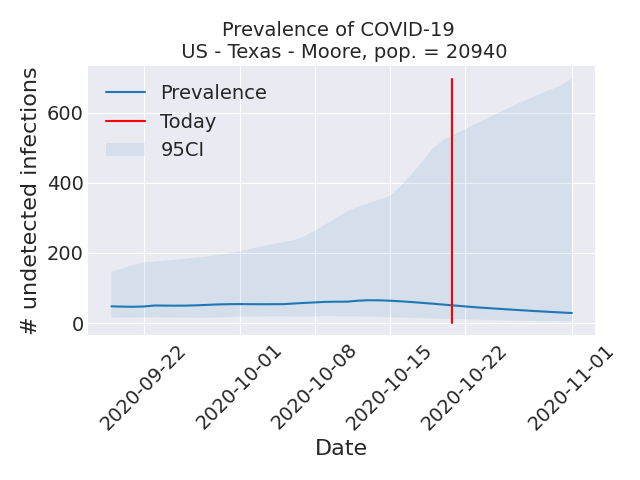 Prevalence of COVID-19
US - Texas - Moore, pop. = 20940
# undetected infections
600
400
200
0
Prevalence
Today
95CI
2020-09-22
2020-10-01
2020-10-08
2020-10-15
2020-10-22
2020-11-01
Date